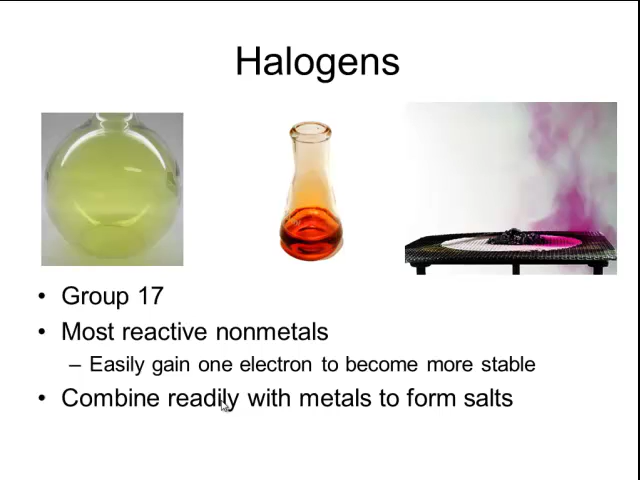 Halogens
• Group 17
• Most reactive nonmetals
– Easily gain one electron to become more stable
• Combine readily with metals to form salts